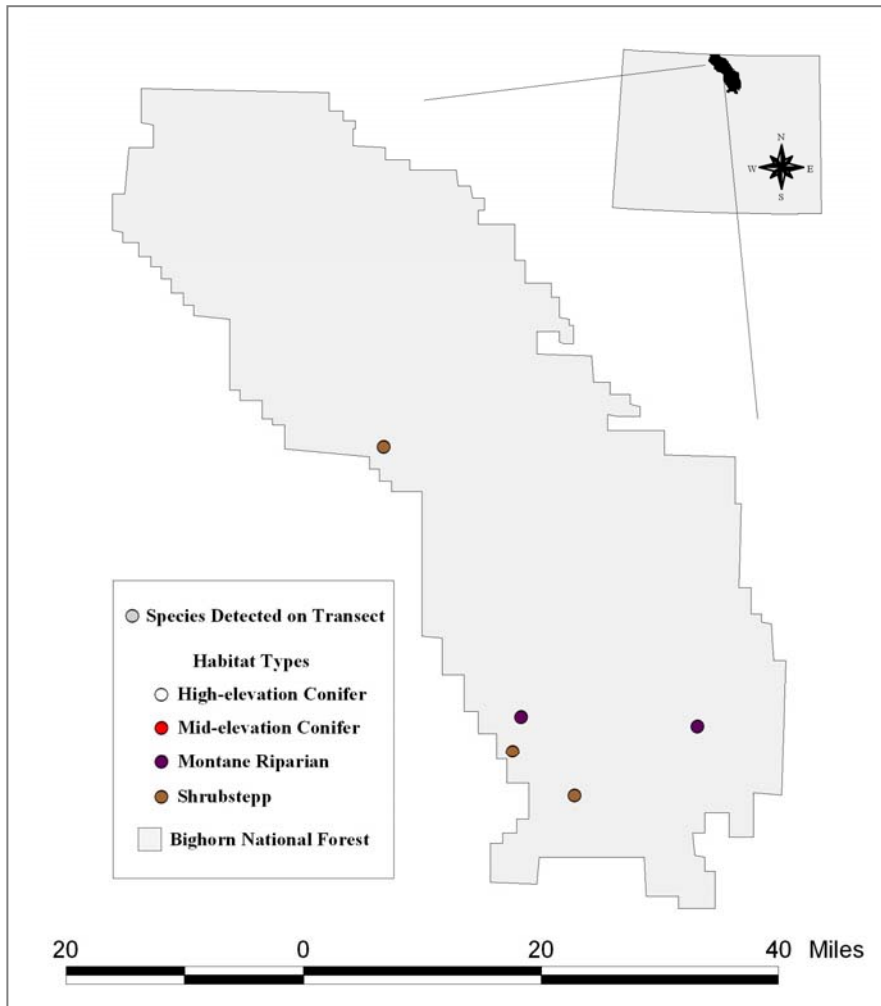 N
W E
S
Species Detected on Transect
Habitat Types
High-elevation Conifer
Mid-elevation Conifer
Montane Riparian
Shrubstepp
Bighorn National Forest
20 0 20 40 Miles